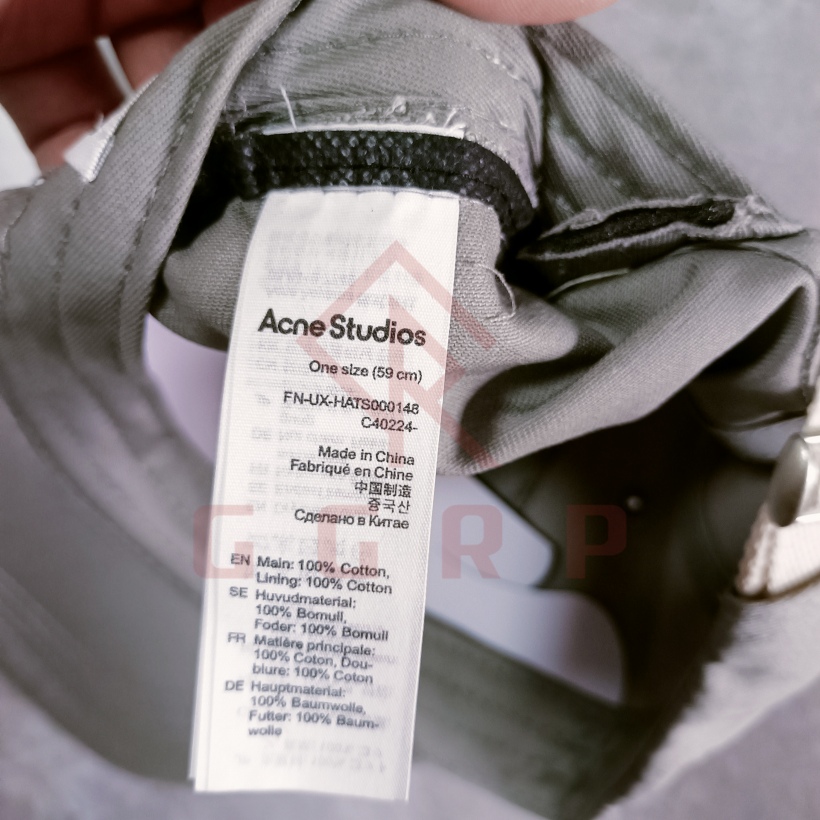 Acne Studios
One size (59 cm)
FN-UX-HATS000148
C40224-
Made in China
Fabriqué en Chine
中国制造
중국산
Сделано в Китае
EN Main: 100% Cotton,
Lining: 100% Cotton
SE Huvudmaterial:
100% Bomull,
Foder: 100% Bomull
FR Matière principale:
100% Coton, Dou-
blure: 100% Coton
DE Hauptmaterial:
100% Baumwolle,
Futter: 100% Baum-
wolle
GGRP